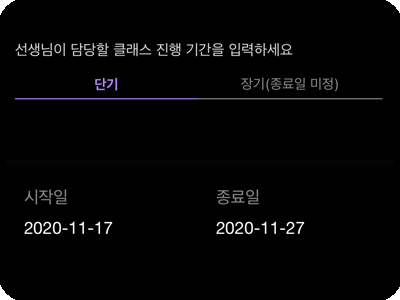 선생님이 담당할 클래스 진행 기간을 입력하세요
단기 장기(종료일 미정)
시작일 종료일
2020-11-17 2020-11-27